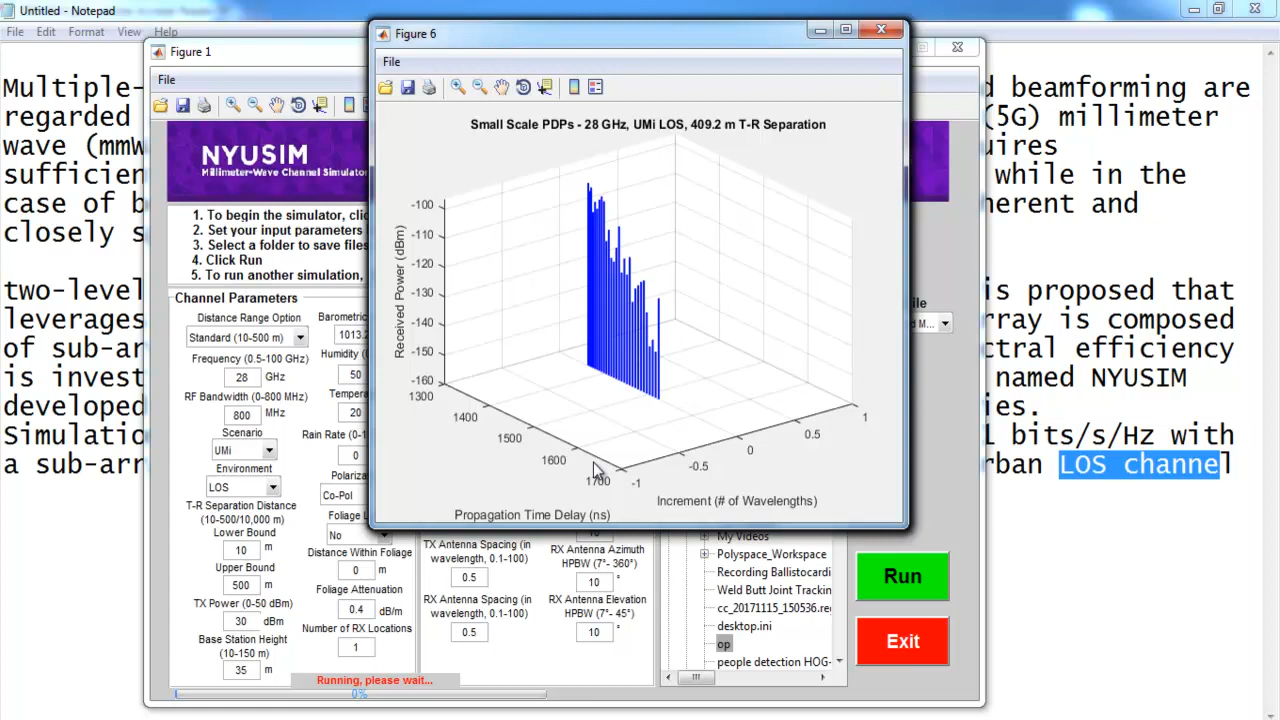 Untitled - Notepad
File Edit Format View Help
Multiple- d beamforming are
regarded (5G) millimeter
wave (mmW uires
sufficien while in the
case of b herent and
closely s
two-level is proposed that
leverages rray is composed
of sub-ar ctral efficiency
is invest named NYUSIM
developed ies.
Simulatio 1 bits/s/Hz with
a sub-arr rban LOS channel
Figure 1
File
NYUSIM
Millimeter-Wave Channel Simulator
1. To begin the simulator, clic
2. Set your input parameters
3. Select a folder to save files
4. Click Run
5. To run another simulation,
Channel Parameters
Distance Range Option
Standard (10-500 m)
Frequency (0.5-100 GHz)
28 GHz
RF Bandwidth (0-800 MHz)
800 MHz
Scenario
UMi
Environment
LOS
T-R Separation Distance
(10-500/10,000 m)
Lower Bound
10 m
Upper Bound
500 m
TX Power (0-50 dBm)
30 dBm
Base Station Height
(10-150 m)
35 m
Barometric
1013.2
Humidity (
50
Tempera
20
Rain Rate (0-1
0
Polariza
Co-Pol
Foliage L
No
Distance Within Foliage
0 m
Foliage Attenuation
0.4 dB/m
Number of RX Locations
1
TX Antenna Spacing (in
wavelength, 0.1-100)
0.5
RX Antenna Spacing (in
wavelength, 0.1-100)
0.5
10
RX Antenna Azimuth
HPBW (7°- 360°)
10 °
RX Antenna Elevation
HPBW (7°- 45°)
10 °
ile
d M...
My Videos
Polyspace_Workspace
Recording Ballistocardi
Weld Butt Joint Trackin
cc_20171115_150536.re
desktop.ini
op
people detection HOG-
Run
Exit
Running, please wait...
0%
Figure 6
File
Small Scale PDPs - 28 GHz, UMi LOS, 409.2 m T-R Separation
Received Power (dBm)
-100
-110
-120
-130
-140
-150
-160
1300
1400
1500
1600
1700
Propagation Time Delay (ns)
-1
-0.5
0
0.5
1
Increment (# of Wavelengths)